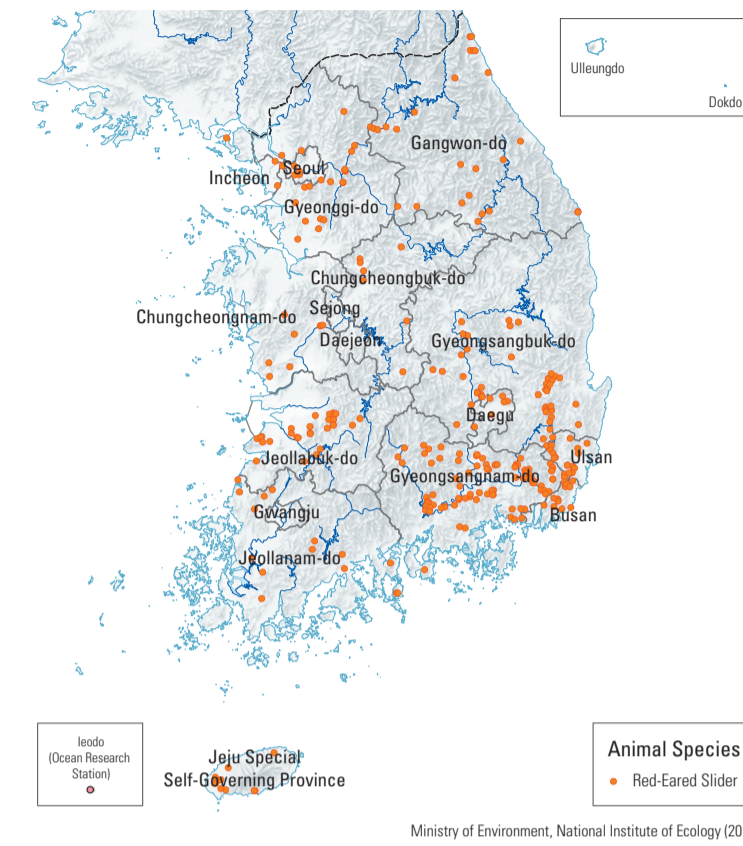 Ulleungdo
Dokdo
Gangwon-do
Seoul
Incheon
Gyeonggi-do
Chungcheongbuk-do
Sejong
Chungcheongnam-do
Daejeon
Gyeongsangbuk-do
Daegu
Jeollabuk-do
Ulsan
Gyeongsangnam-do
Gwangju
Busan
Jeollanam-do
Ieodo
(Ocean Research
Station)
Jeju Special
Self-Governing Province
Animal Species
Red-Eared Slider
Ministry of Environment, National Institute of Ecology (20